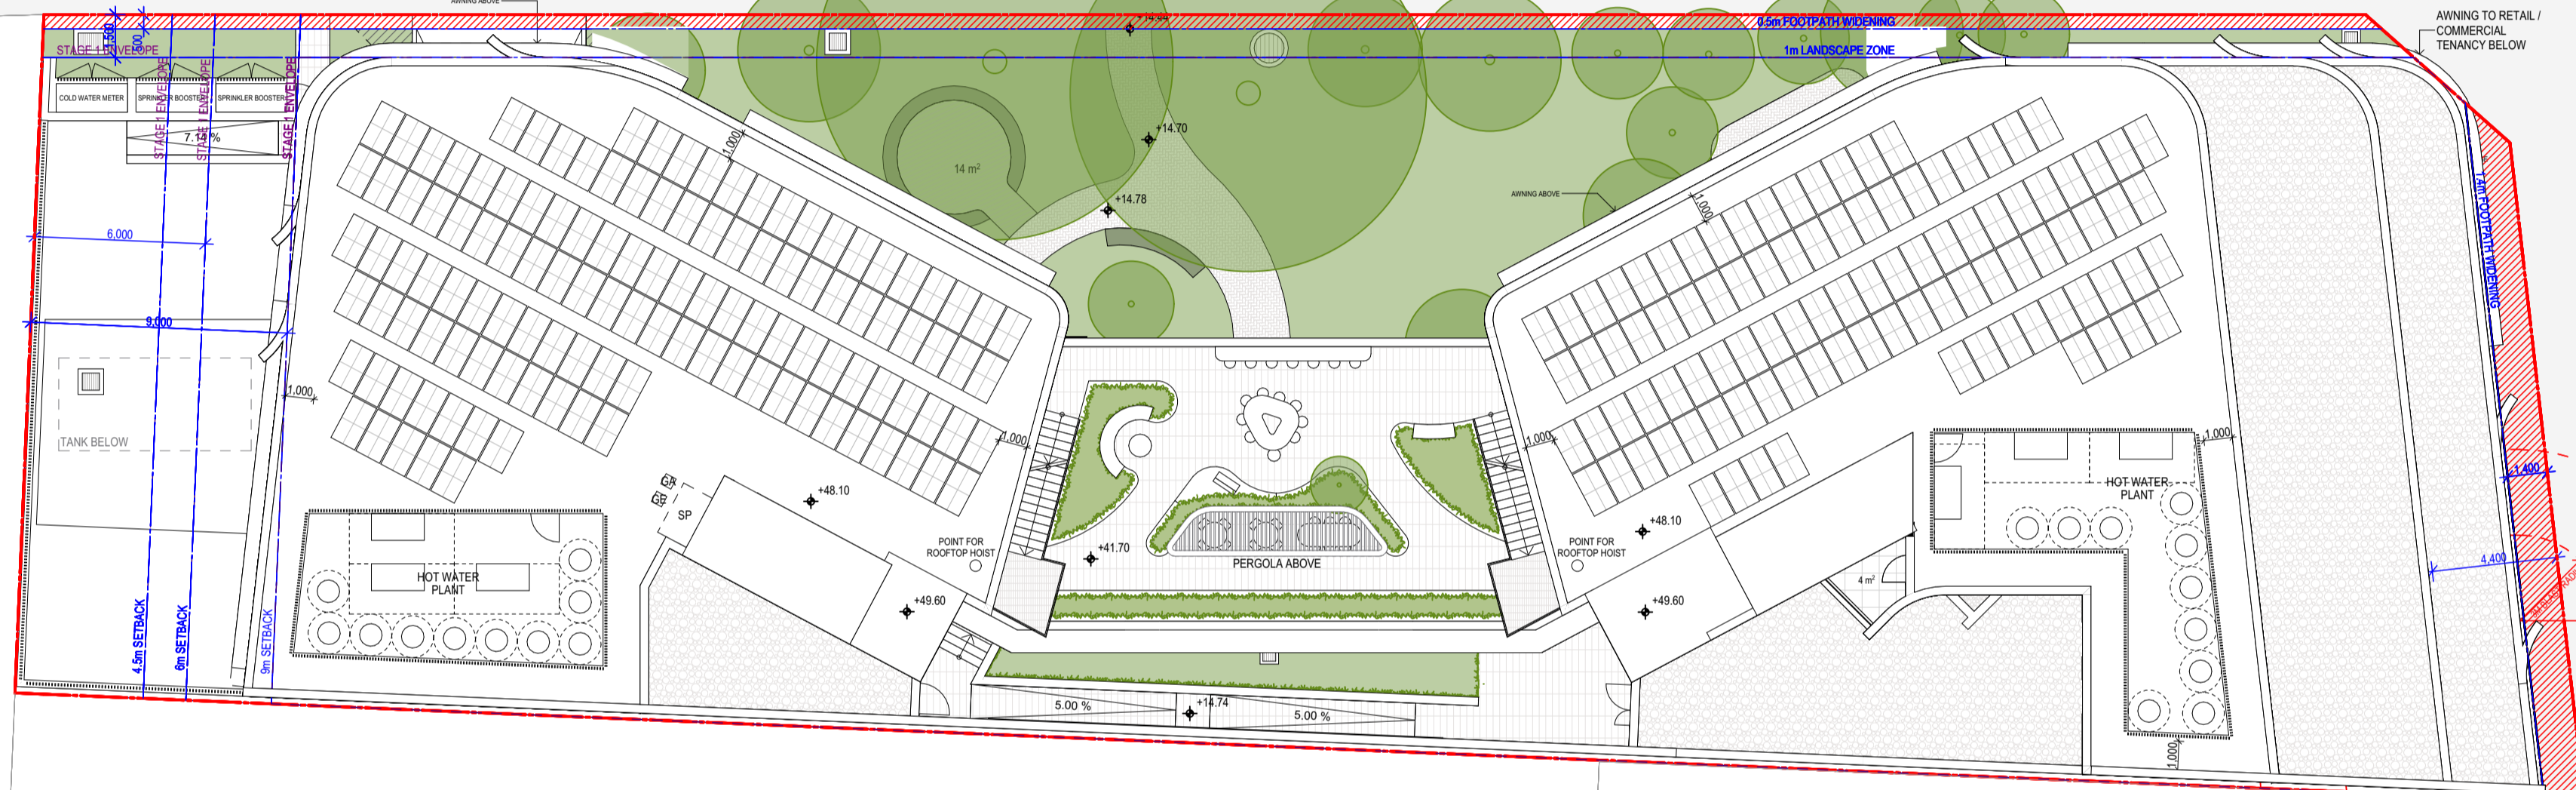 AWNING ABOVE
+14.44
0.5m FOOTPATH WIDENING
AWNING TO RETAIL /
COMMERCIAL
TENANCY BELOW
1,500
500
STAGE 1 ENVELOPE
1m LANDSCAPE ZONE
STAGE 1 ENVELOPE
STAGE 1 ENVELOPE
STAGE 1 ENVELOPE
COLD WATER METER
SPRINKLER BOOSTER
SPRINKLER BOOSTER
7.14 %
1,000
+14.70
14 m²
+14.78
AWNING ABOVE
1,000
1.4m FOOTPATH WIDENING
6,000
9,000
1,000
TANK BELOW
1,000
1,000
1,000
1,400
GA
GE
SP
+48.10
+48.10
HOT WATER
PLANT
POINT FOR
ROOFTOP HOIST
+41.70
PERGOLA ABOVE
POINT FOR
ROOFTOP HOIST
4,400
HOT WATER
PLANT
4 m²
+49.60
+49.60
4.5m SETBACK
6m SETBACK
9m SETBACK
5.00 %
+14.74
5.00 %
1,000